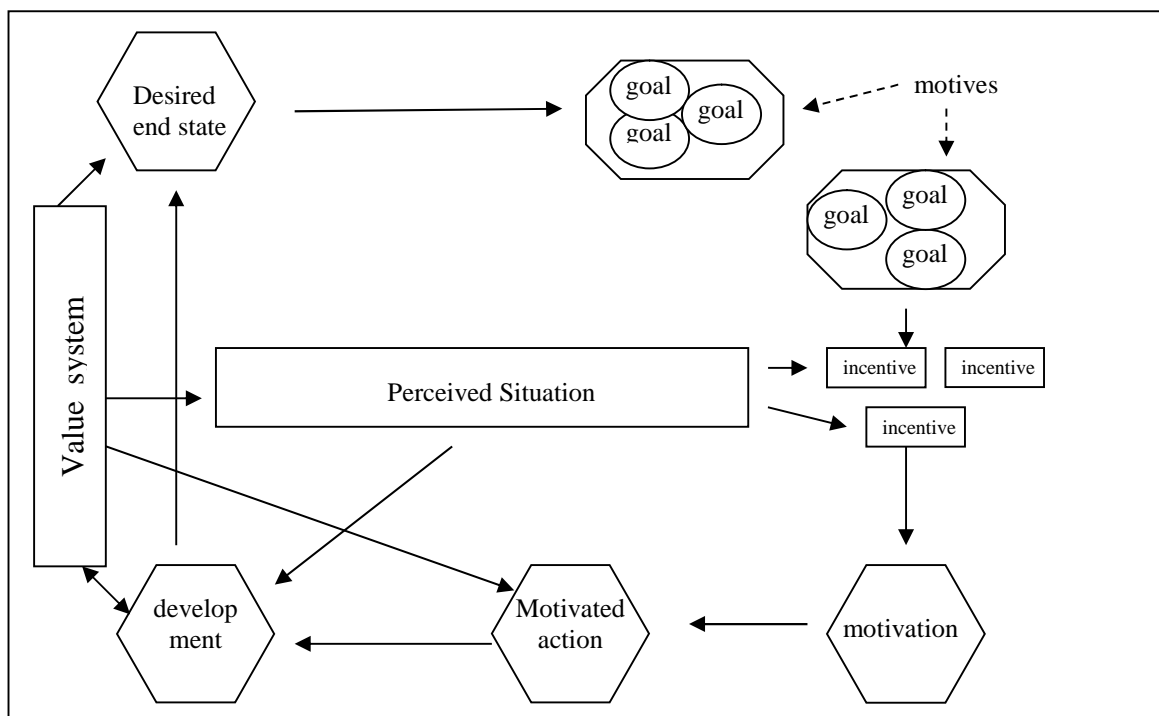 Desired
end state
goal
goal
goal
motives
goal
goal
goal
Value system
Perceived Situation
incentive
incentive
incentive
develop
ment
Motivated
action
motivation